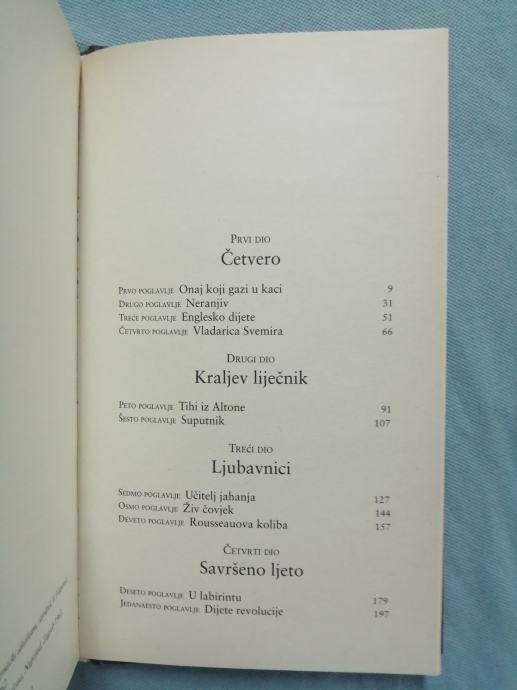 Prvi dio
Četvero
Prvo poglavlje Onaj koji gazi u kaci 9
Drugo poglavlje Neranjiv 31
Treće poglavlje Englesko dijete 51
Četvrto poglavlje Vladarica Svemira 66
Drugi dio
Kraljev liječnik
Peto poglavlje Tihi iz Altone 91
Šesto poglavlje Suputnik 107
Treći dio
Ljubavnici
Sedmo poglavlje Učitelj jahanja 127
Osmo poglavlje Živ čovjek 144
Deveto poglavlje Rousseauova koliba 157
Četvrti dio
Savršeno ljeto
Deseto poglavlje U labirintu 179
Jedanaesto poglavlje Dijete revolucije 197